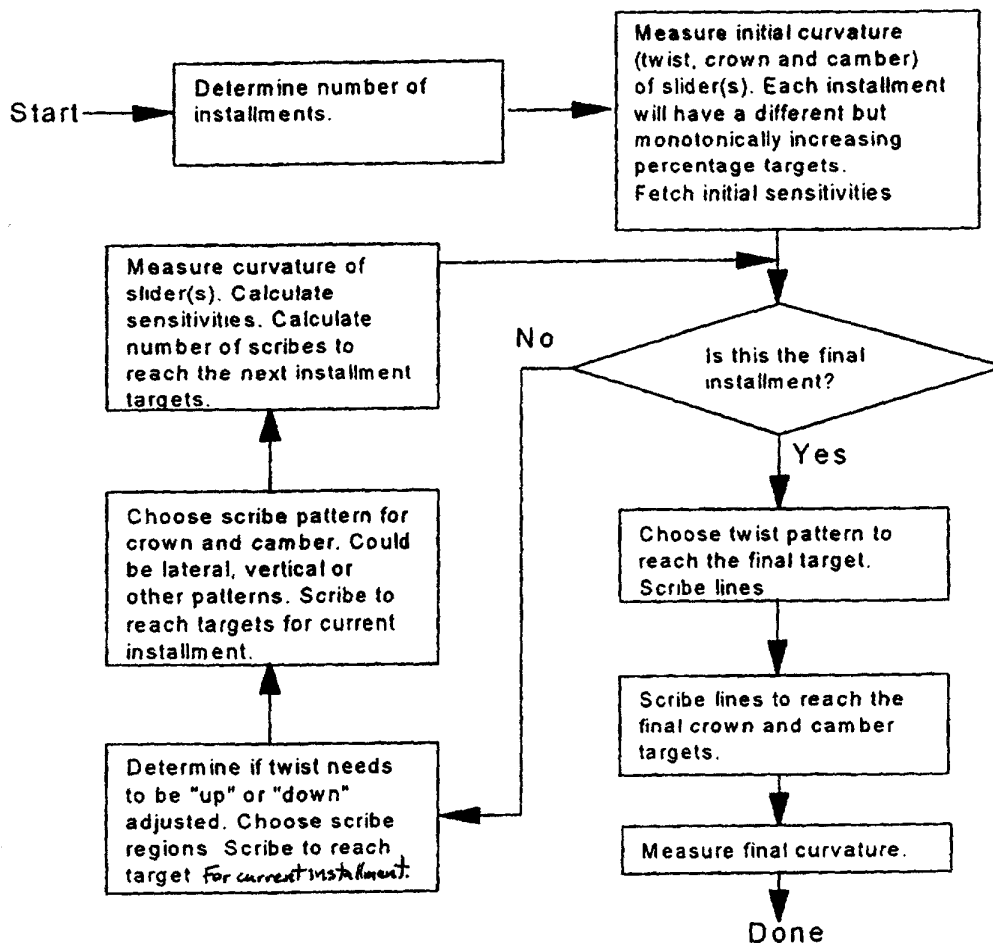 Start
Determine number of
installments.
Measure initial curvature
(twist, crown and camber)
of slider(s). Each installment
will have a different but
monotonically increasing
percentage targets.
Fetch initial sensitivities
Is this the final
installment?
No
Yes
Determine if twist needs
to be "up" or "down"
adjusted. Choose scribe
regions Scribe to reach
target For current installment.
Choose scribe pattern for
crown and camber. Could
be lateral, vertical or
other patterns. Scribe to
reach targets for current
installment.
Measure curvature of
slider(s). Calculate
sensitivities. Calculate
number of scribes to
reach the next installment
targets.
Choose twist pattern to
reach the final target.
Scribe lines
Scribe lines to reach the
final crown and camber
targets.
Measure final curvature.
Done